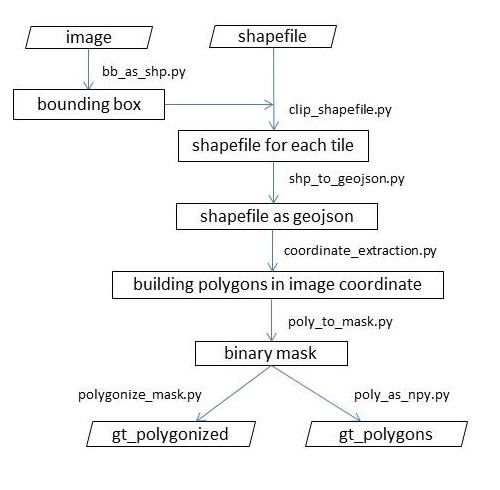 image
shapefile
bb_as_shp.py
bounding box
clip_shapefile.py
shapefile for each tile
shp_to_geojson.py
shapefile as geojson
coordinate_extraction.py
building polygons in image coordinate
poly_to_mask.py
binary mask
polygonize_mask.py
poly_as_npy.py
gt_polygonized
gt_polygons